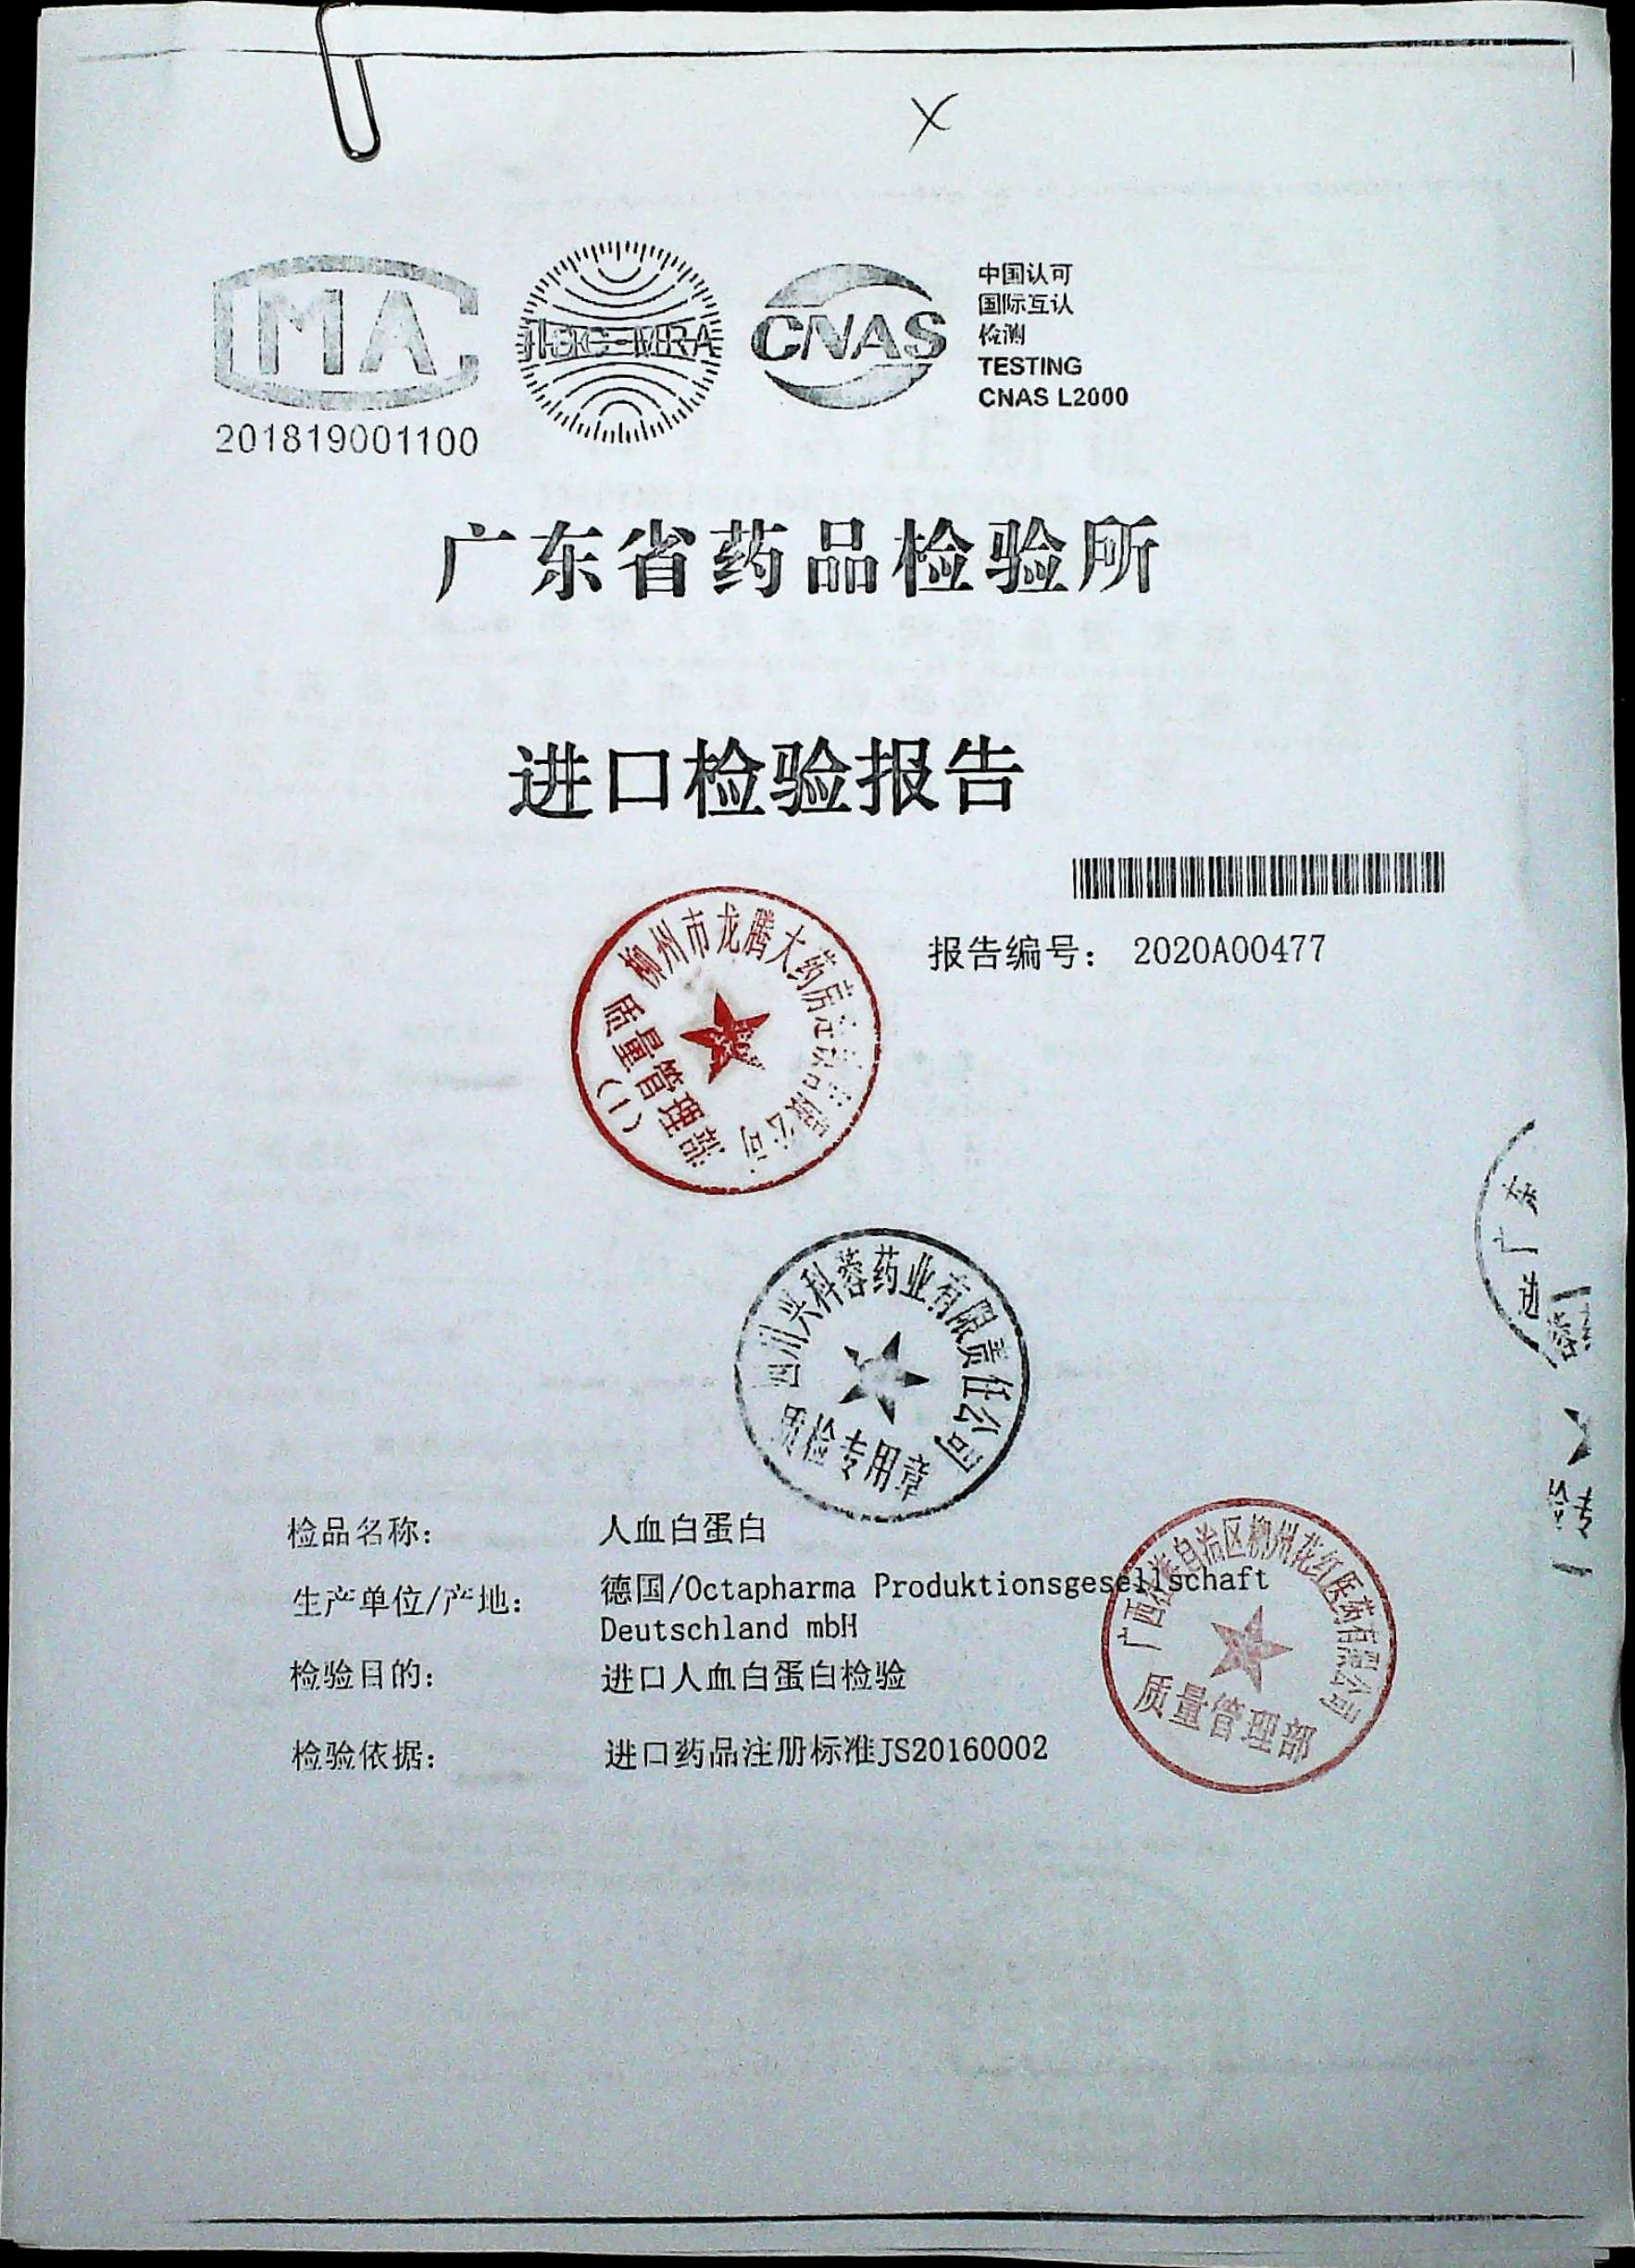 MA
ilac-MRA
CNAS
中国认可
国际互认
检测
TESTING
CNAS L2000
201819001100
广东省药品检验所
进口检验报告
报告编号: 2020A00477
柳州市龙腾大药房连锁有限公司
质量管理部
(1)
四川兴科蓉药业有限责任公司
质检专用章
检品名称: 人血白蛋白
生产单位/产地: 德国/Octapharma Produktionsgesellschaft
Deutschland mbH
检验目的: 进口人血白蛋白检验
检验依据: 进口药品注册标准JS20160002
广西壮族自治区柳州花红医药有限公司
质量管理部